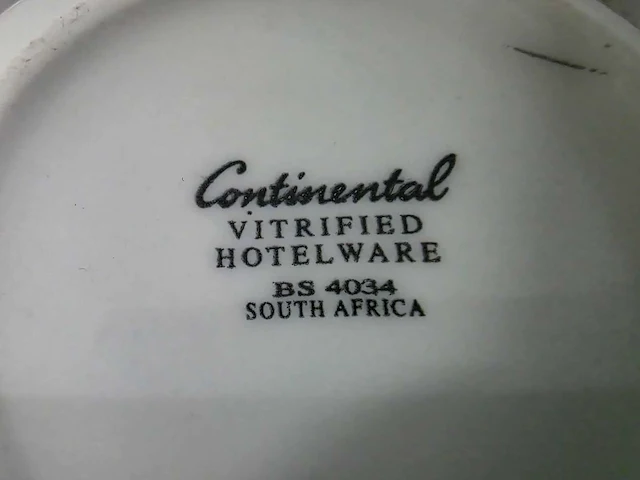 Continental
VITRIFIED
HOTELWARE
BS 4034
SOUTH AFRICA